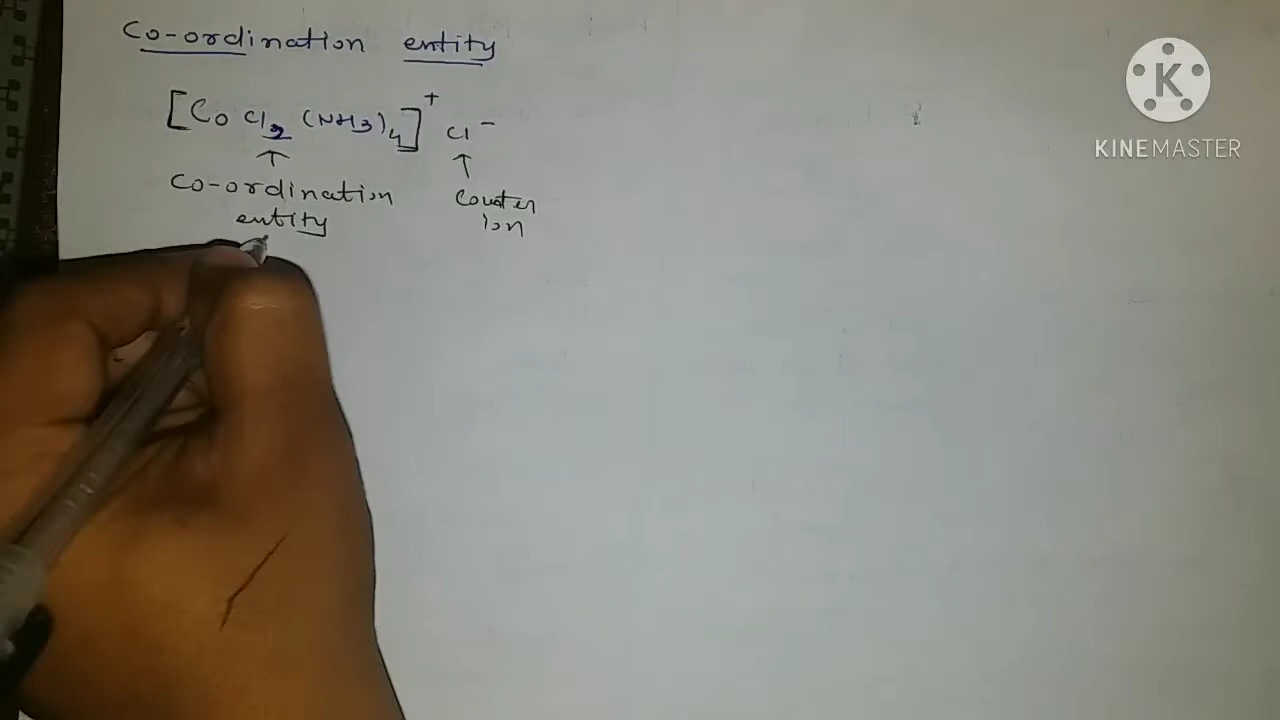 Co-ordination entity
[Co Cl2 (NH3)4]+ Cl-
↑ ↑
Co-ordination
entity
Counter
ion
K
KINEMASTER